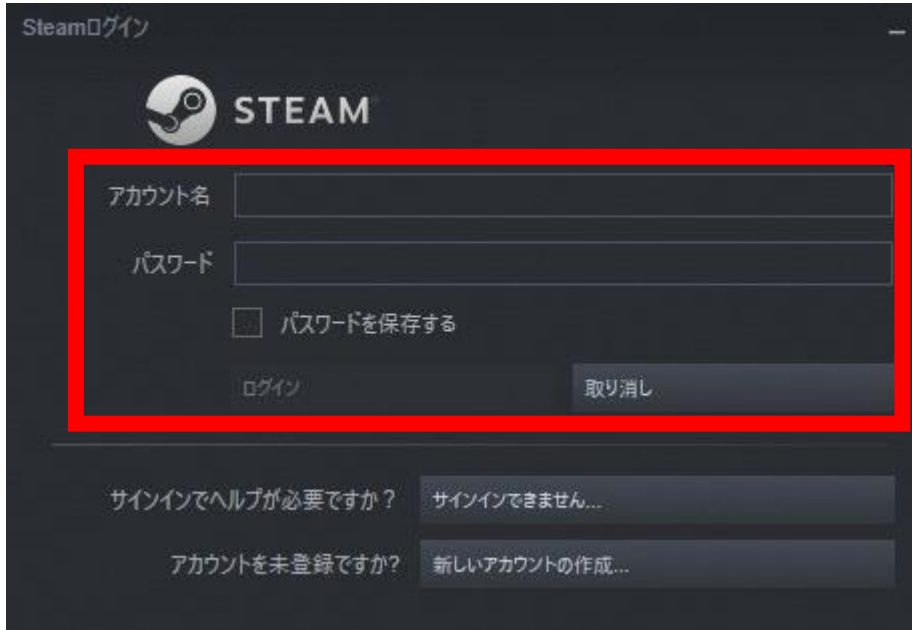 Steamログイン
STEAM
アカウント名
パスワード
パスワードを保存する
ログイン 取り消し
サインインでヘルプが必要ですか？ サインインできません...
アカウントを未登録ですか? 新しいアカウントの作成...